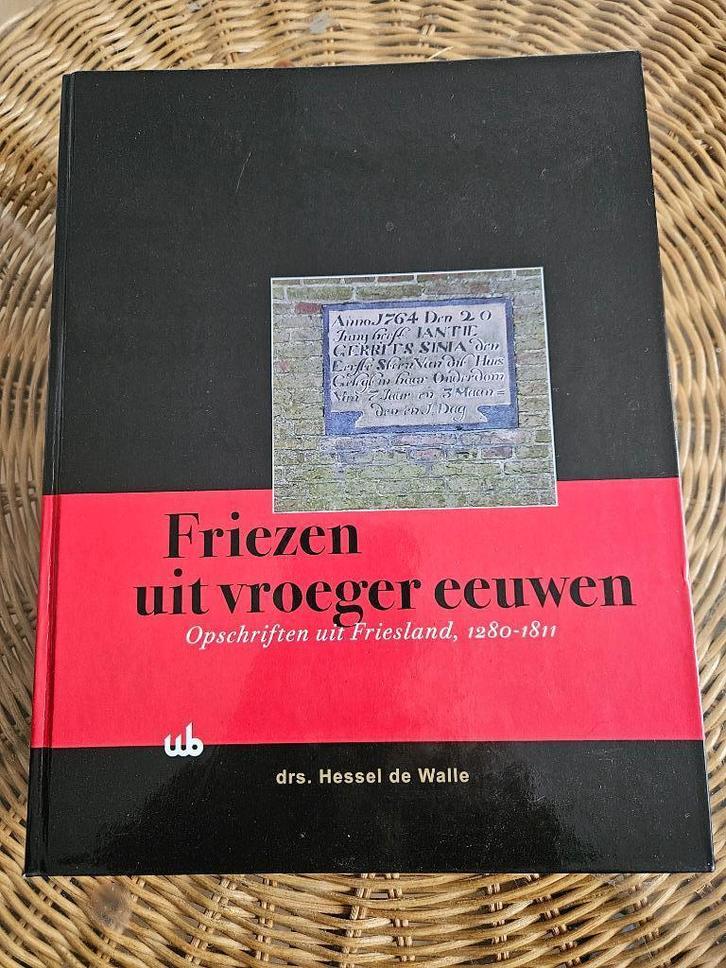 Anno 1764 Den 20
Juny heeft IANTIE
GERRITS SINIA den
Eerste Steen Van dit Huis
Gelegt in haar Ouderdom
Van 7 Jaar en 3 Maan=
den en 1 Dag
Friezen
uit vroeger eeuwen
Opschriften uit Friesland, 1280-1811
wb
drs. Hessel de Walle